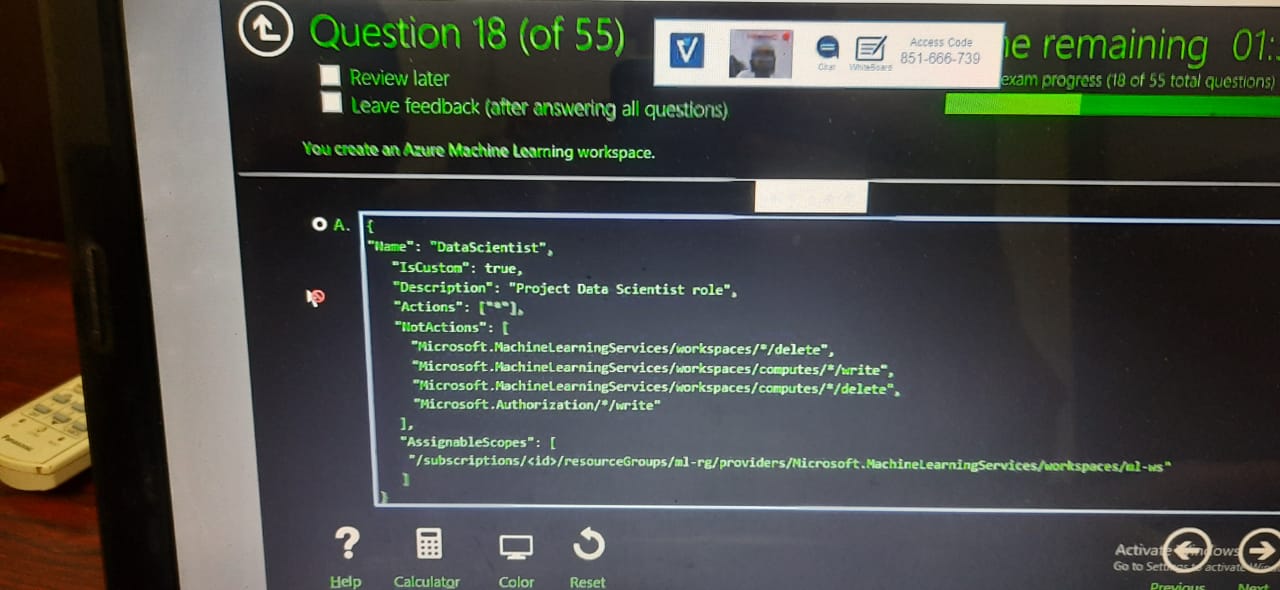 Question 18 (of 55)
Access Code
851-666-739
Chat
WhiteBoard
e remaining 01:
exam progress (18 of 55 total questions)
Review later
Leave feedback (after answering all questions)
You create an Azure Machine Learning workspace.
A. {
"Name": "DataScientist",
"IsCustom": true,
"Description": "Project Data Scientist role",
"Actions": ["*"],
"NotActions": [
"Microsoft.MachineLearningServices/workspaces/*/delete",
"Microsoft.MachineLearningServices/workspaces/computes/*/write",
"Microsoft.MachineLearningServices/workspaces/computes/*/delete",
"Microsoft.Authorization/*/write"
],
"AssignableScopes": [
"/subscriptions/<id>/resourceGroups/ml-rg/providers/Microsoft.MachineLearningServices/workspaces/ml-ws"
]
}
Help
Calculator
Color
Reset
Activate Windows
Go to Settings to activate Windows
Previous
Next
Panasonic